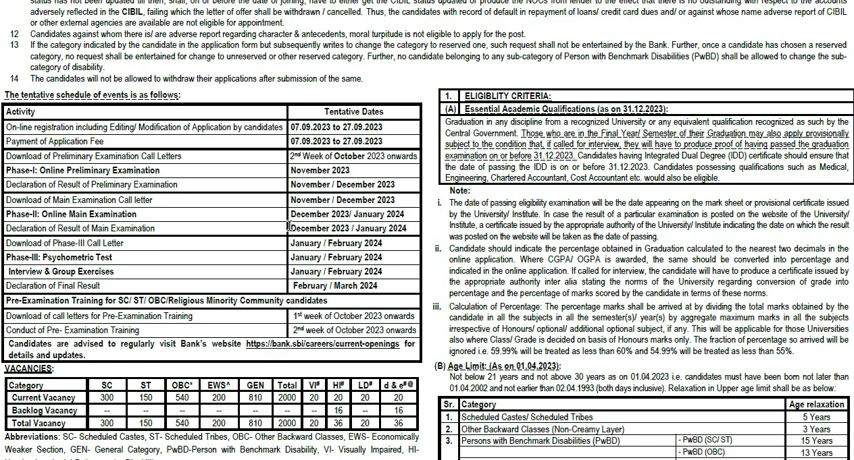 status has not been updated till then, shall, on or before the date of joining, have to either get the CIBIL status updated or produce the NOCs from lender to the effect that there is no outstanding with respect to the accounts
adversely reflected in the CIBIL, failing which the letter of offer shall be withdrawn / cancelled. Thus, the candidates with record of default in repayment of loans/ credit card dues and/ or against whose name adverse report of CIBIL
or other external agencies are available are not eligible for appointment.
12 Candidates against whom there is/ are adverse report regarding character & antecedents, moral turpitude is not eligible to apply for the post.
13 If the category indicated by the candidate in the application form but subsequently writes to change the category to reserved one, such request shall not be entertained by the Bank. Further, once a candidate has chosen a reserved
category, no request shall be entertained for change to unreserved or other reserved category. Further, no candidate belonging to any sub-category of Person with Benchmark Disabilities (PwBD) shall be allowed to change the sub-
category of disability.
14 The candidates will not be allowed to withdraw their applications after submission of the same.
The tentative schedule of events is as follows:
Activity Tentative Dates
On-line registration including Editing/ Modification of Application by candidates 07.09.2023 to 27.09.2023
Payment of Application Fee 07.09.2023 to 27.09.2023
Download of Preliminary Examination Call Letters 2nd Week of October 2023 onwards
Phase-I: Online Preliminary Examination November 2023
Declaration of Result of Preliminary Examination November / December 2023
Download of Main Examination Call letter November / December 2023
Phase-II: Online Main Examination December 2023/ January 2024
Declaration of Result of Main Examination December 2023 / January 2024
Download of Phase-III Call Letter January / February 2024
Phase-III: Psychometric Test January / February 2024
Interview & Group Exercises January / February 2024
Declaration of Final Result February / March 2024
Pre-Examination Training for SC/ ST/ OBC/Religious Minority Community candidates
Download of call letters for Pre-Examination Training 1st week of October 2023 onwards
Conduct of Pre- Examination Training 2nd week of October 2023 onwards
Candidates are advised to regularly visit Bank's website https://bank.sbi/careers/current-openings for
details and updates.
VACANCIES:
Category SC ST OBC* EWS^ GEN Total VI# HI# LD# d & e#@
Current Vacancy 300 150 540 200 810 2000 20 20 20 20
Backlog Vacancy -- -- -- -- -- -- -- 16 -- 16
Total Vacancy 300 150 540 200 810 2000 20 36 20 36
Abbreviations: SC- Scheduled Castes, ST- Scheduled Tribes, OBC- Other Backward Classes, EWS- Economically
Weaker Section, GEN- General Category, PwBD-Person with Benchmark Disability, VI- Visually Impaired, HI-
1. ELIGIBLITY CRITERIA:
(A) Essential Academic Qualifications (as on 31.12.2023):
Graduation in any discipline from a recognized University or any equivalent qualification recognized as such by the
Central Government. Those who are in the Final Year/ Semester of their Graduation may also apply provisionally
subject to the condition that, if called for interview, they will have to produce proof of having passed the graduation
examination on or before 31.12.2023. Candidates having Integrated Dual Degree (IDD) certificate should ensure that
the date of passing the IDD is on or before 31.12.2023. Candidates possessing qualifications such as Medical,
Engineering, Chartered Accountant, Cost Accountant etc. would also be eligible.
Note:
i. The date of passing eligibility examination will be the date appearing on the mark sheet or provisional certificate issued
by the University/ Institute. In case the result of a particular examination is posted on the website of the University/
Institute, a certificate issued by the appropriate authority of the University/ Institute indicating the date on which the result
was posted on the website will be taken as the date of passing.
ii. Candidate should indicate the percentage obtained in Graduation calculated to the nearest two decimals in the
online application. Where CGPA/ OGPA is awarded, the same should be converted into percentage and
indicated in the online application. If called for interview, the candidate will have to produce a certificate issued by
the appropriate authority inter alia stating the norms of the University regarding conversion of grade into
percentage and the percentage of marks scored by the candidate in terms of these norms.
iii. Calculation of Percentage: The percentage marks shall be arrived at by dividing the total marks obtained by the
candidate in all the subjects in all the semester(s)/ year(s) by aggregate maximum marks in all the subjects
irrespective of Honours/ optional/ additional optional subject, if any. This will be applicable for those Universities
also where Class/ Grade is decided on basis of Honours marks only. The fraction of percentage so arrived will be
ignored i.e. 59.99% will be treated as less than 60% and 54.99% will be treated as less than 55%.
(B) Age Limit: (As on 01.04.2023):
Not below 21 years and not above 30 years as on 01.04.2023 i.e. candidates must have been born not later than
01.04.2002 and not earlier than 02.04.1993 (both days inclusive). Relaxation in Upper age limit shall be as below:
Sr. Category Age relaxation
1. Scheduled Castes/ Scheduled Tribes 5 Years
2. Other Backward Classes (Non-Creamy Layer) 3 Years
3. Persons with Benchmark Disabilities (PwBD) - PwBD (SC/ ST) 15 Years
- PwBD (OBC) 13 Years